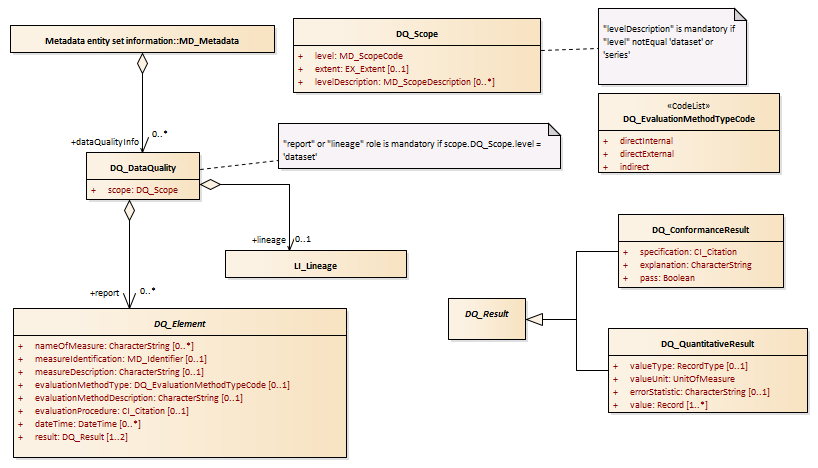 Metadata entity set information::MD_Metadata
+dataQualityInfo
0..*
DQ_DataQuality
+ scope: DQ_Scope
DQ_Scope
+ level: MD_ScopeCode
+ extent: EX_Extent [0..1]
+ levelDescription: MD_ScopeDescription [0..*]
"levelDescription" is mandatory if
"level" notEqual 'dataset' or
'series'
"report" or "lineage" role is mandatory if scope.DQ_Scope.level =
'dataset'
«CodeList»
DQ_EvaluationMethodTypeCode
+ directInternal
+ directExternal
+ indirect
+lineage
0..1
LI_Lineage
+report
0..*
DQ_Element
+ nameOfMeasure: CharacterString [0..*]
+ measureIdentification: MD_Identifier [0..1]
+ measureDescription: CharacterString [0..1]
+ evaluationMethodType: DQ_EvaluationMethodTypeCode [0..1]
+ evaluationMethodDescription: CharacterString [0..1]
+ evaluationProcedure: CI_Citation [0..1]
+ dateTime: DateTime [0..*]
+ result: DQ_Result [1..2]
DQ_Result
DQ_ConformanceResult
+ specification: CI_Citation
+ explanation: CharacterString
+ pass: Boolean
DQ_QuantitativeResult
+ valueType: RecordType [0..1]
+ valueUnit: UnitOfMeasure
+ errorStatistic: CharacterString [0..1]
+ value: Record [1..*]